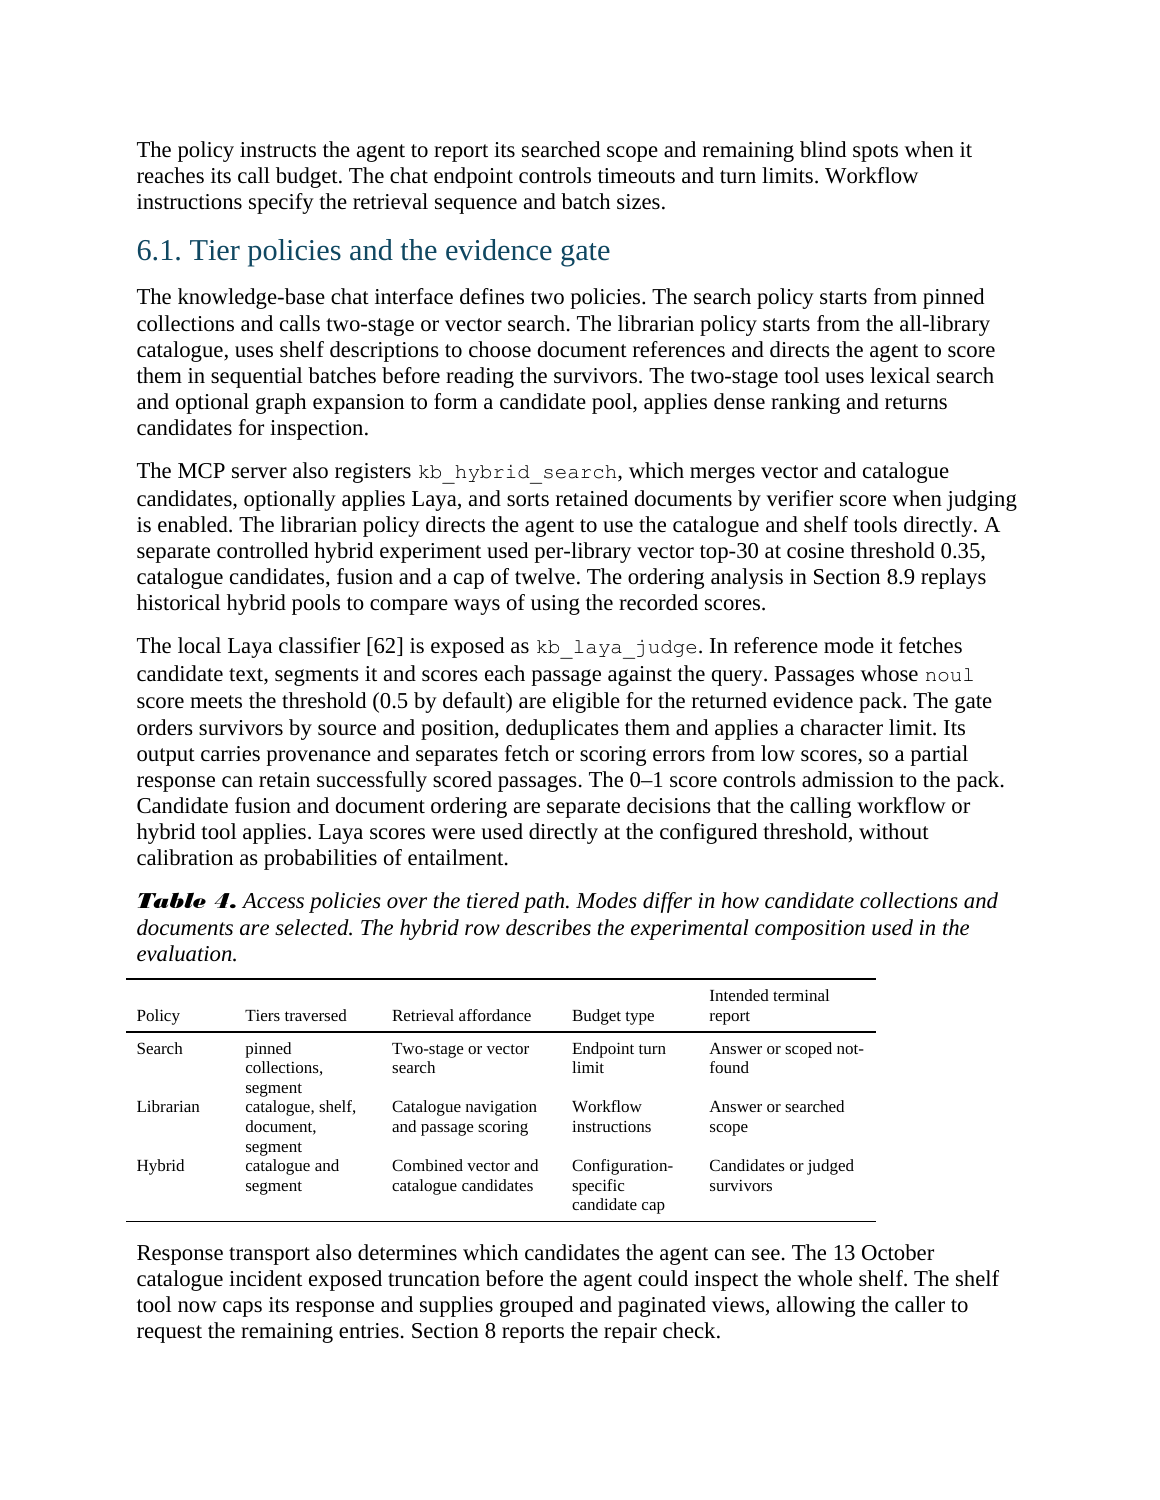 The policy instructs the agent to report its searched scope and remaining blind spots when it
reaches its call budget. The chat endpoint controls timeouts and turn limits. Workflow
instructions specify the retrieval sequence and batch sizes.
6.1. Tier policies and the evidence gate
The knowledge-base chat interface defines two policies. The search policy starts from pinned
collections and calls two-stage or vector search. The librarian policy starts from the all-library
catalogue, uses shelf descriptions to choose document references and directs the agent to score
them in sequential batches before reading the survivors. The two-stage tool uses lexical search
and optional graph expansion to form a candidate pool, applies dense ranking and returns
candidates for inspection.
The MCP server also registers kb_hybrid_search, which merges vector and catalogue
candidates, optionally applies Laya, and sorts retained documents by verifier score when judging
is enabled. The librarian policy directs the agent to use the catalogue and shelf tools directly. A
separate controlled hybrid experiment used per-library vector top-30 at cosine threshold 0.35,
catalogue candidates, fusion and a cap of twelve. The ordering analysis in Section 8.9 replays
historical hybrid pools to compare ways of using the recorded scores.
The local Laya classifier [62] is exposed as kb_laya_judge. In reference mode it fetches
candidate text, segments it and scores each passage against the query. Passages whose noul
score meets the threshold (0.5 by default) are eligible for the returned evidence pack. The gate
orders survivors by source and position, deduplicates them and applies a character limit. Its
output carries provenance and separates fetch or scoring errors from low scores, so a partial
response can retain successfully scored passages. The 0–1 score controls admission to the pack.
Candidate fusion and document ordering are separate decisions that the calling workflow or
hybrid tool applies. Laya scores were used directly at the configured threshold, without
calibration as probabilities of entailment.
Table 4. Access policies over the tiered path. Modes differ in how candidate collections and
documents are selected. The hybrid row describes the experimental composition used in the
evaluation.
Intended terminal
Policy Tiers traversed Retrieval affordance Budget type report
Search pinned Two-stage or vector Endpoint turn Answer or scoped not-
collections, search limit found
segment
Librarian catalogue, shelf, Catalogue navigation Workflow Answer or searched
document, and passage scoring instructions scope
segment
Hybrid catalogue and Combined vector and Configuration- Candidates or judged
segment catalogue candidates specific survivors
candidate cap
Response transport also determines which candidates the agent can see. The 13 October
catalogue incident exposed truncation before the agent could inspect the whole shelf. The shelf
tool now caps its response and supplies grouped and paginated views, allowing the caller to
request the remaining entries. Section 8 reports the repair check.